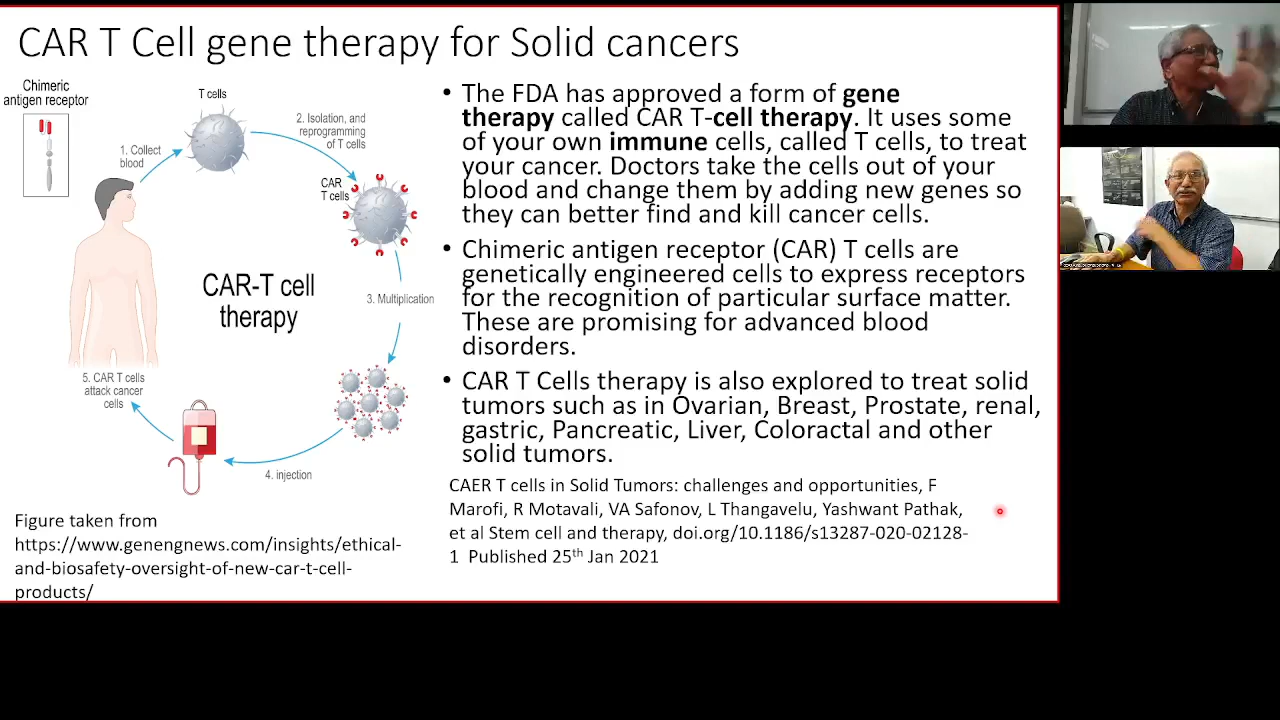 CAR T Cell gene therapy for Solid cancers
Chimeric
antigen receptor
T cells
1. Collect
blood
2. Isolation, and
reprogramming
of T cells
CAR
T cells
CAR-T cell
therapy
3. Multiplication
4. injection
5. CAR T cells
attack cancer
cells
Figure taken from
https://www.genengnews.com/insights/ethical-
and-biosafety-oversight-of-new-car-t-cell-
products/
• The FDA has approved a form of gene
therapy called CAR T-cell therapy. It uses some
of your own immune cells, called T cells, to treat
your cancer. Doctors take the cells out of your
blood and change them by adding new genes so
they can better find and kill cancer cells.
• Chimeric antigen receptor (CAR) T cells are
genetically engineered cells to express receptors
for the recognition of particular surface matter.
These are promising for advanced blood
disorders.
• CAR T Cells therapy is also explored to treat solid
tumors such as in Ovarian, Breast, Prostate, renal,
gastric, Pancreatic, Liver, Coloractal and other
solid tumors.
CAER T cells in Solid Tumors: challenges and opportunities, F
Marofi, R Motavali, VA Safonov, L Thangavelu, Yashwant Pathak,
et al Stem cell and therapy, doi.org/10.1186/s13287-020-02128-
1 Published 25th Jan 2021